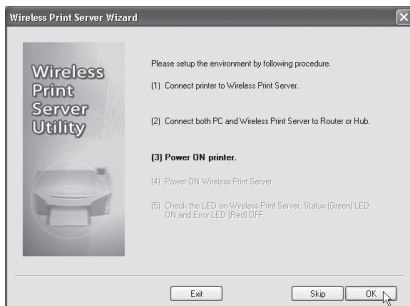 Wireless Print Server Wizard
Wireless
Print
Server
Utility
Please setup the environment by following procedure.
(1) Connect printer to Wireless Print Server.
(2) Connect both PC and Wireless Print Server to Router or Hub.
(3) Power ON printer.
(4) Power ON Wireless Print Server
(5) Check the LED on Wireless Print Server, Status (Green) LED
ON and Error LED (Red) OFF.
Exit
Skip
OK